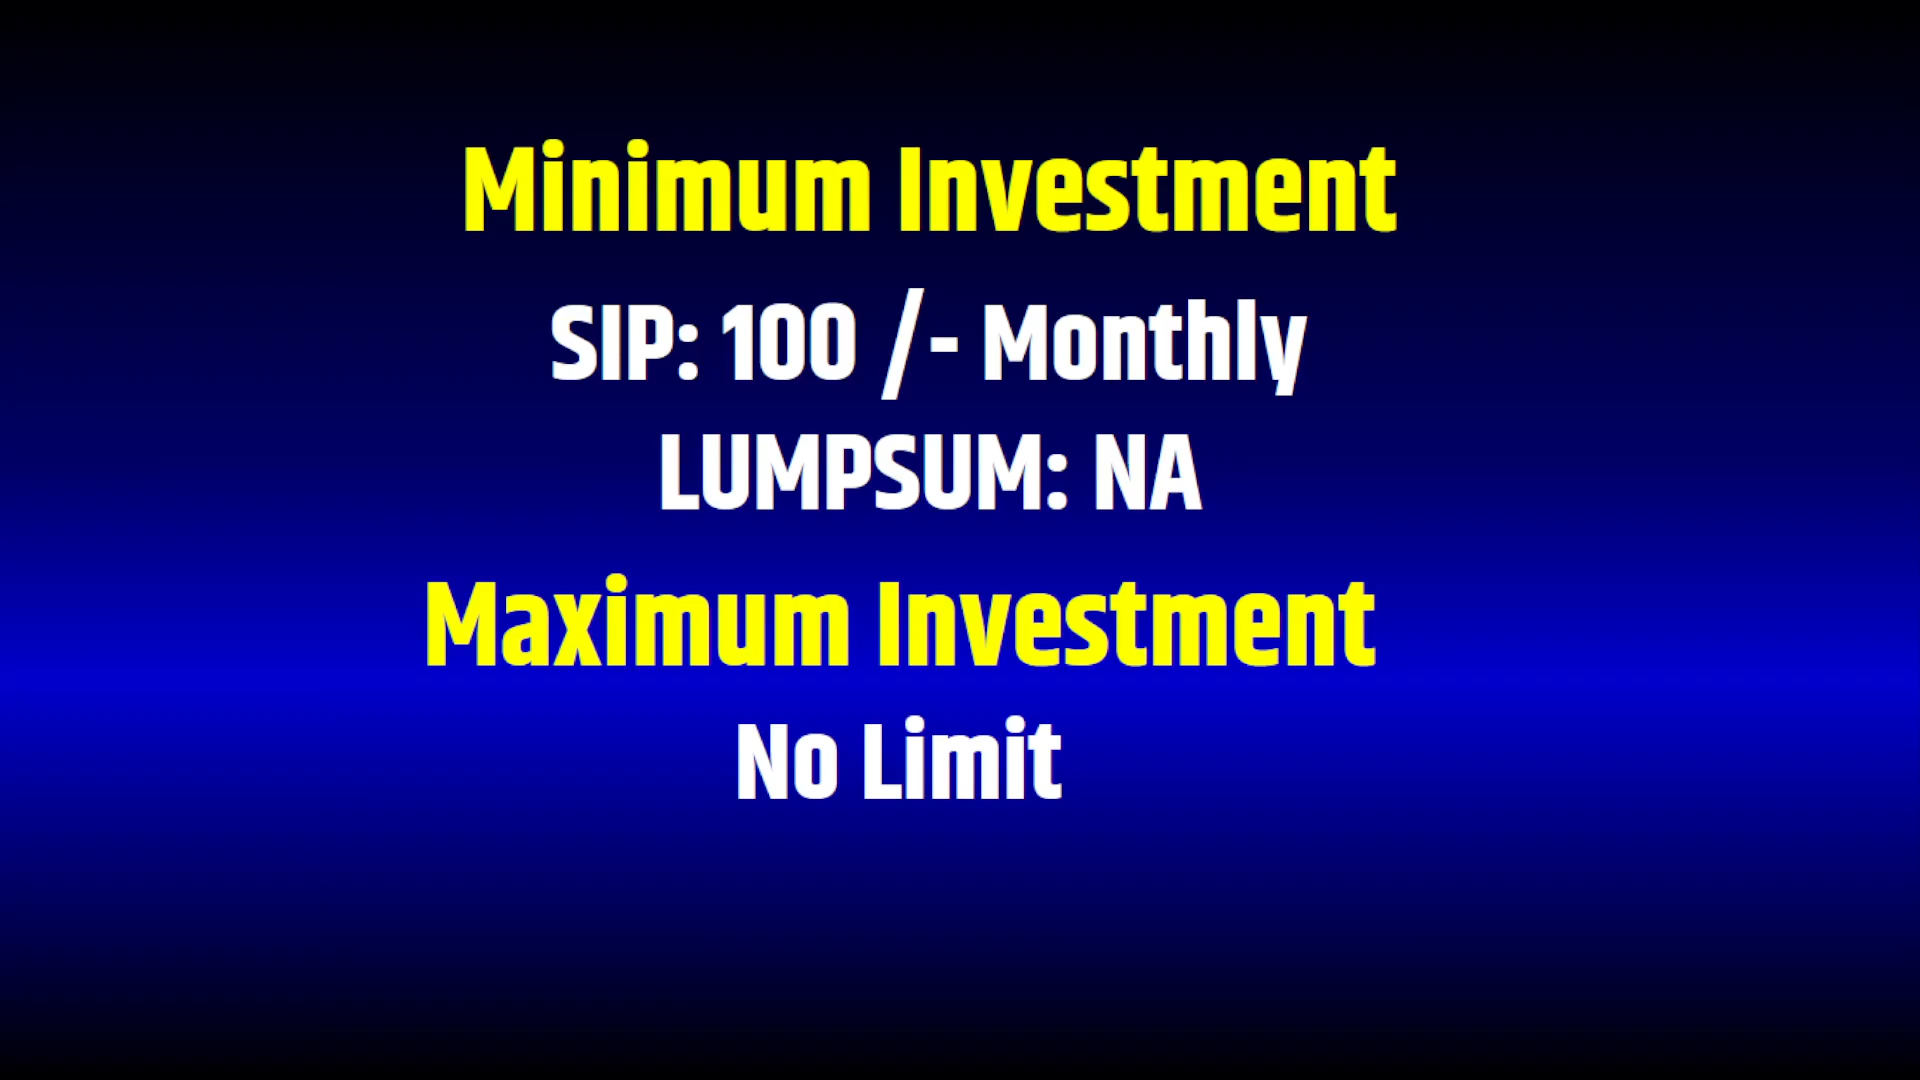 Minimum Investment
SIP: 100 /- Monthly
LUMPSUM: NA
Maximum Investment
No Limit